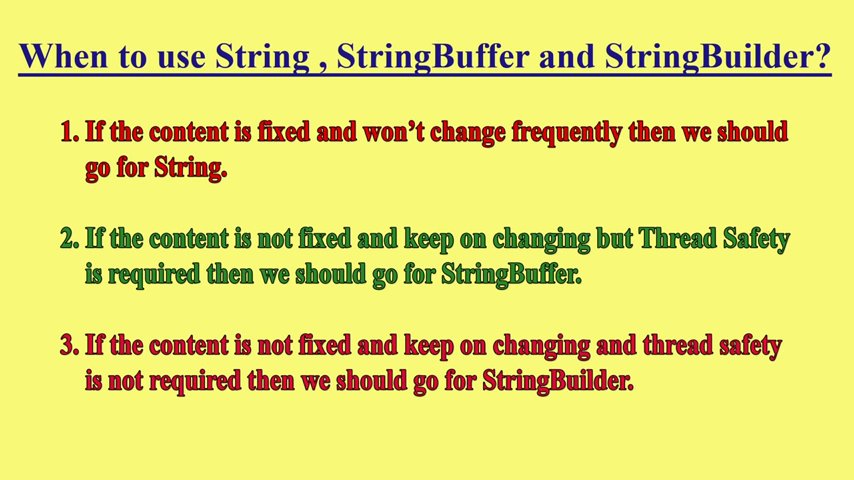 When to use String , StringBuffer and StringBuilder?
1. If the content is fixed and won’t change frequently then we should
go for String.
2. If the content is not fixed and keep on changing but Thread Safety
is required then we should go for StringBuffer.
3. If the content is not fixed and keep on changing and thread safety
is not required then we should go for StringBuilder.